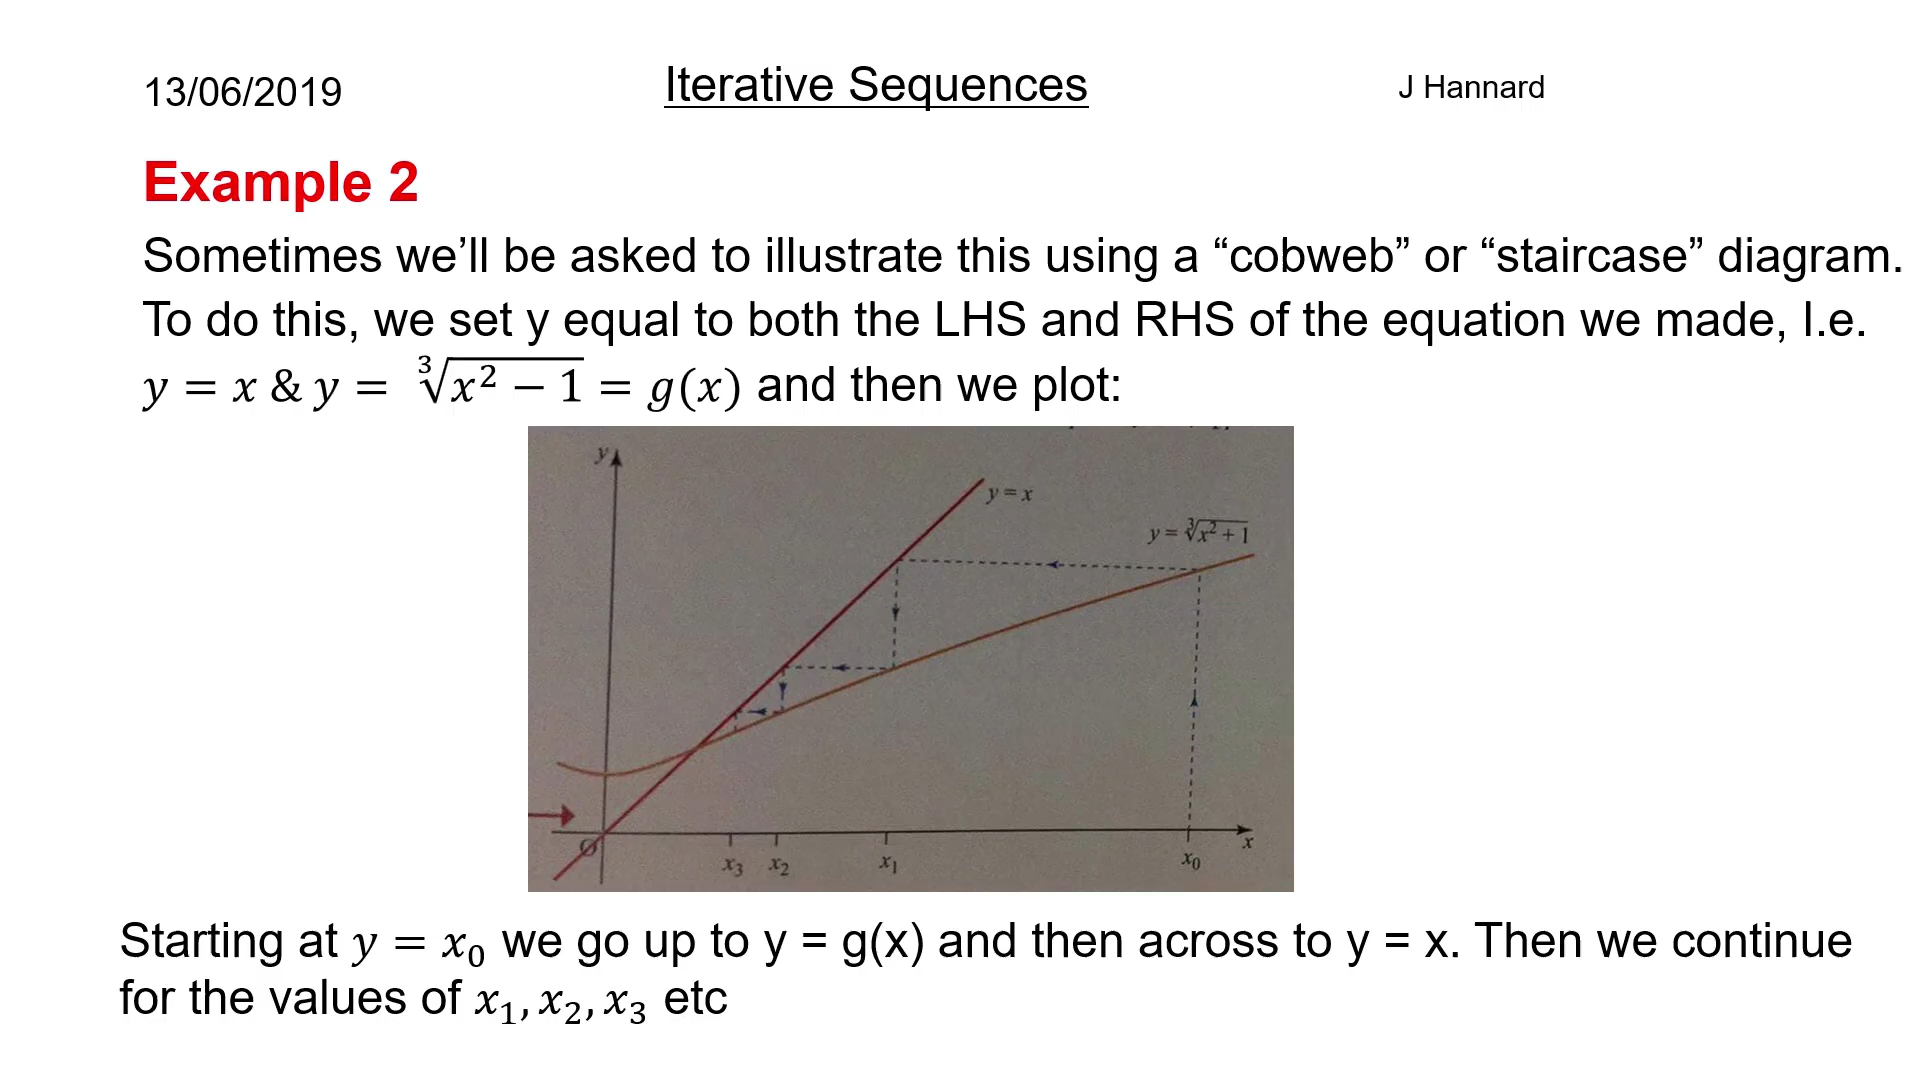 13/06/2019 Iterative Sequences J Hannard
Example 2
Sometimes we’ll be asked to illustrate this using a “cobweb” or “staircase” diagram.
To do this, we set y equal to both the LHS and RHS of the equation we made, I.e.
y = x & y = ∛(x² − 1) = g(x) and then we plot:
y
y = x
y = ∛(x² + 1)
O
x₃ x₂ x₁ x₀ x
Starting at y = x₀ we go up to y = g(x) and then across to y = x. Then we continue
for the values of x₁, x₂, x₃ etc